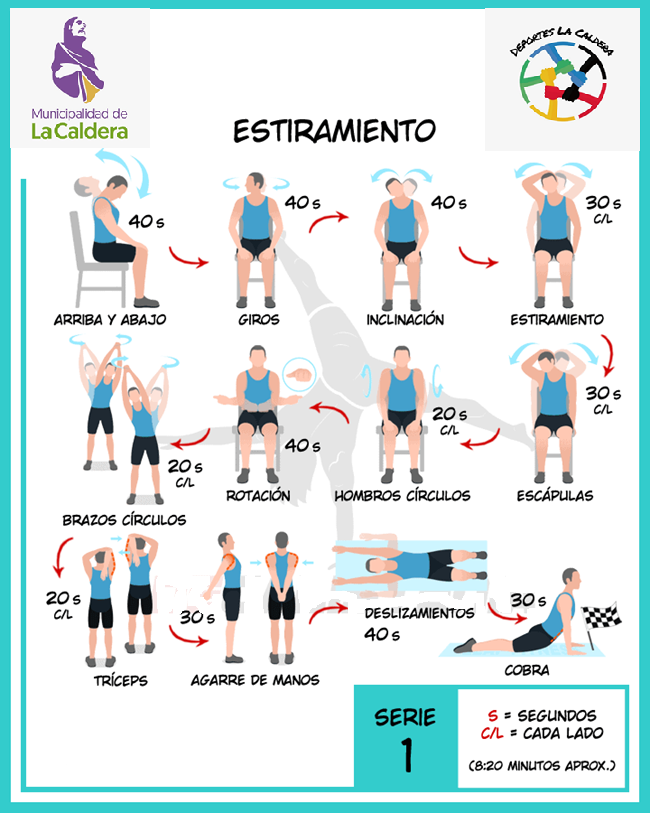 Municipalidad de
La Caldera
DEPORTES LA CALDERA
ESTIRAMIENTO
40 s
ARRIBA Y ABAJO
40 s
GIROS
40 s
INCLINACIÓN
30 s
C/L
ESTIRAMIENTO
30 s
C/L
ESCÁPULAS
20 s
C/L
HOMBROS CÍRCULOS
40 s
ROTACIÓN
20 s
C/L
BRAZOS CÍRCULOS
20 s
C/L
TRÍCEPS
30 s
AGARRE DE MANOS
DESLIZAMIENTOS
40 s
30 s
COBRA
SERIE
1
S = SEGUNDOS
C/L = CADA LADO
(8:20 MINUTOS APROX.)